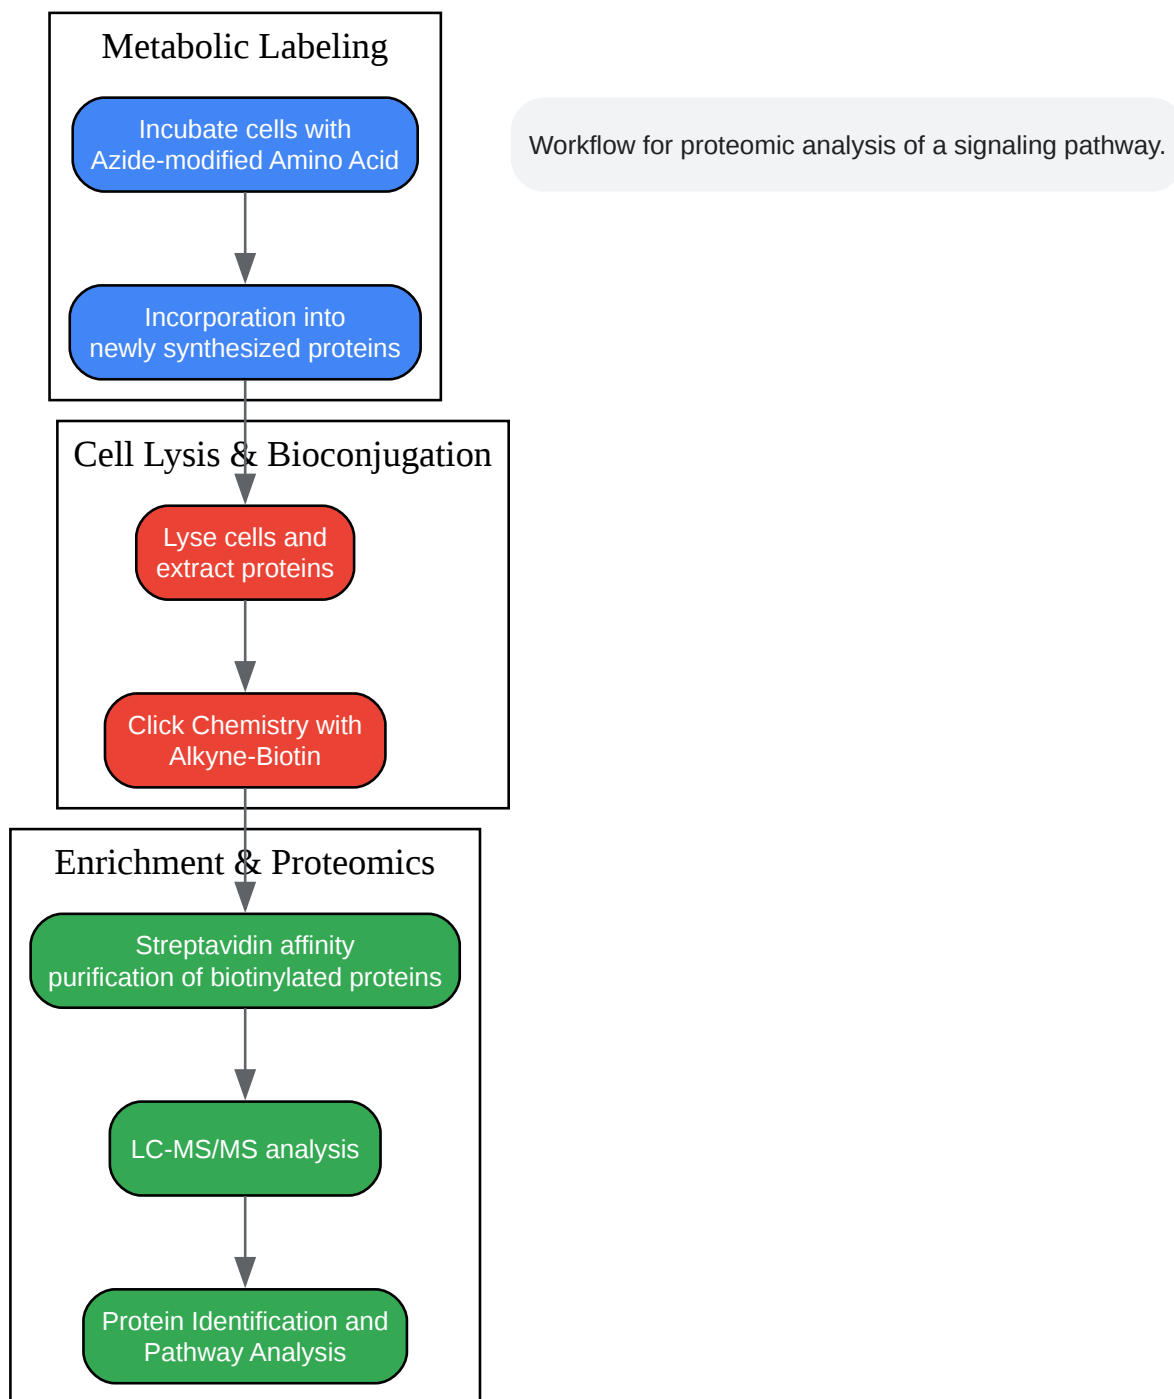 Metabolic Labeling
Incubate cells with
Azide-modified Amino Acid
Workflow for proteomic analysis of a signaling pathway.
Incorporation into
newly synthesized proteins
Cell Lysis & Bioconjugation
Lyse cells and
extract proteins
Click Chemistry with
Alkyne-Biotin
Enrichment & Proteomics
Streptavidin affinity
purification of biotinylated proteins
LC-MS/MS analysis
Protein Identification and
Pathway Analysis